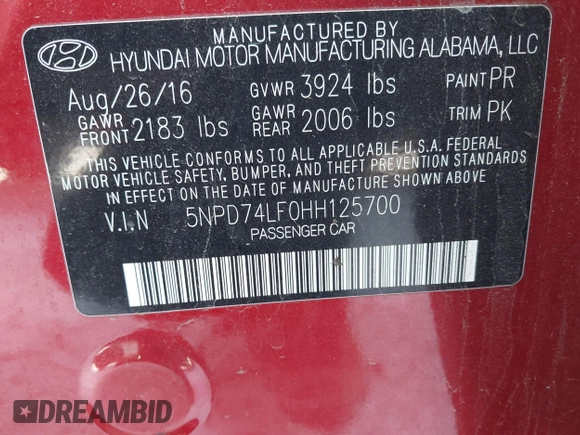 MANUFACTURED BY
HYUNDAI MOTOR MANUFACTURING ALABAMA, LLC
Aug/26/16 GVWR 3924 lbs PAINT PR
GAWR FRONT 2183 lbs GAWR REAR 2006 lbs TRIM PK
THIS VEHICLE CONFORMS TO ALL APPLICABLE U.S.A. FEDERAL
MOTOR VEHICLE SAFETY, BUMPER, AND THEFT PREVENTION STANDARDS
IN EFFECT ON THE DATE OF MANUFACTURE SHOWN ABOVE
V.I.N 5NPD74LF0HH125700
PASSENGER CAR
DREAMBID